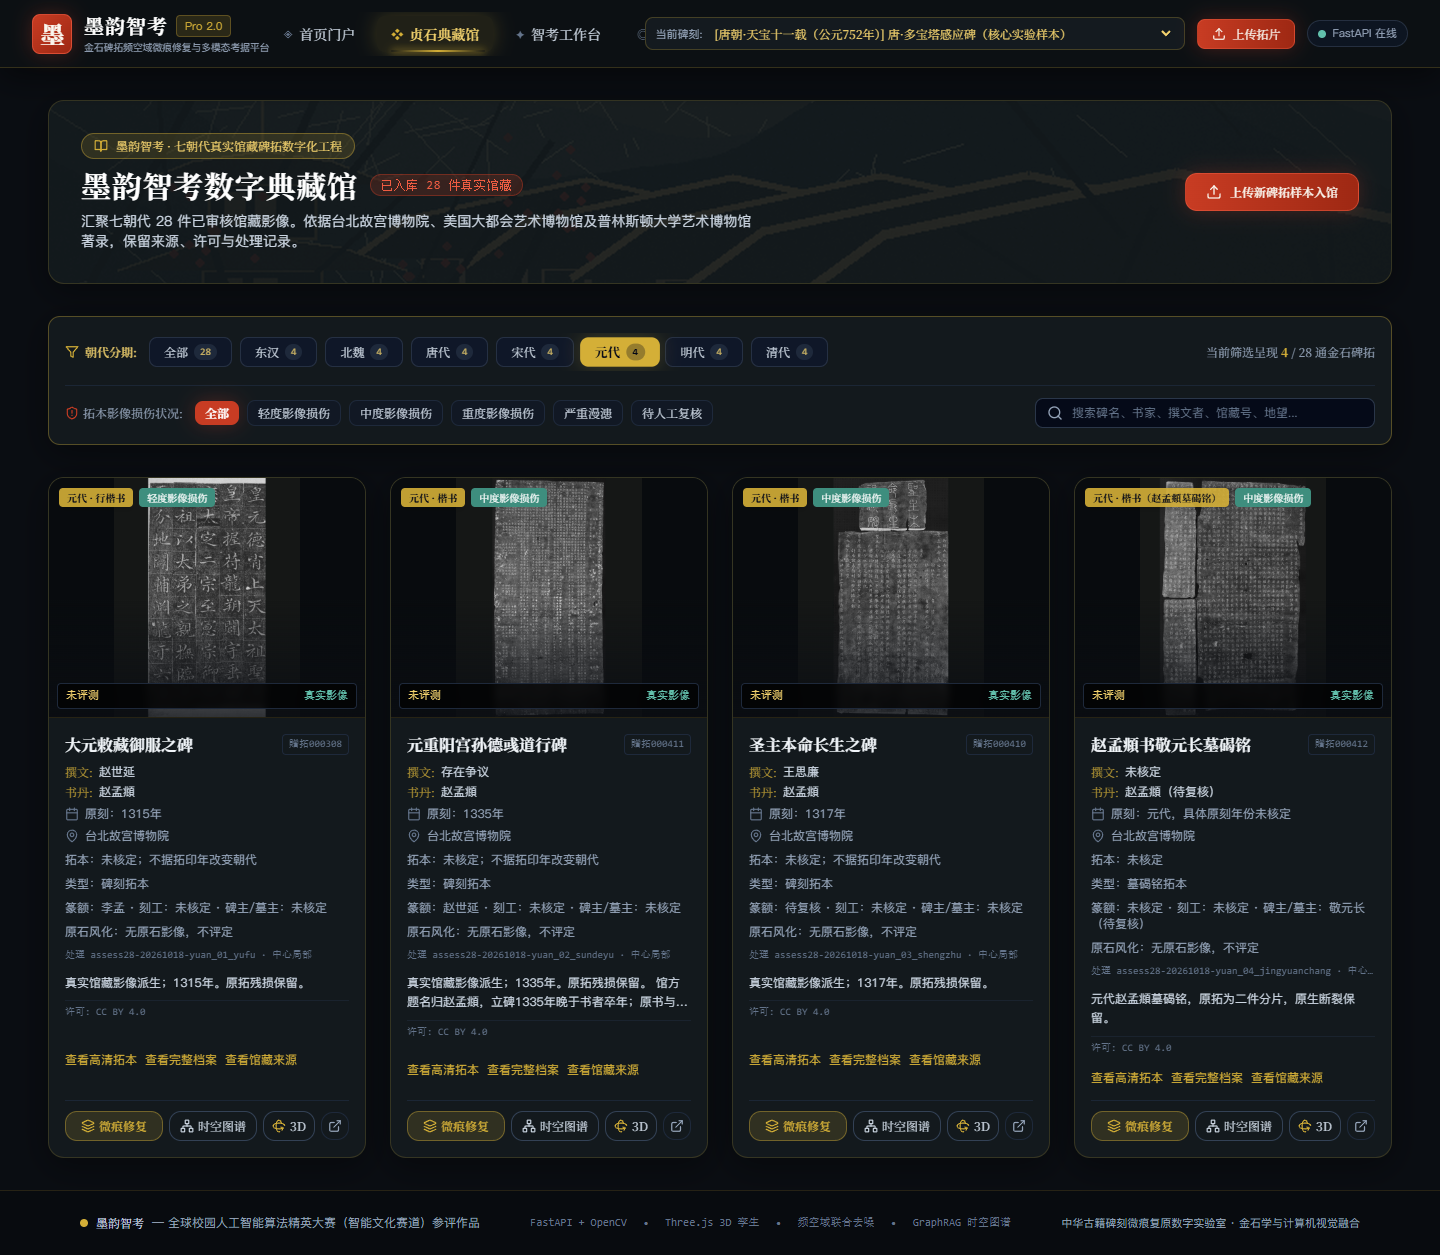 墨 墨韵智考 Pro 2.0
金石碑拓频空域微痕修复与多模态考据平台
首页门户
贞石典藏馆
智考工作台
当前碑刻: [唐朝·天宝十一载（公元752年)] 唐·多宝塔感应碑（核心实验样本）
上传拓片
FastAPI 在线
墨韵智考 · 七朝代真实馆藏碑拓数字化工程
墨韵智考数字典藏馆
已入库 28 件真实馆藏
汇聚七朝代 28 件已审核馆藏影像。依据台北故宫博物院、美国大都会艺术博物馆及普林斯顿大学艺术博物馆
著录，保留来源、许可与处理记录。
上传新碑拓样本入馆
朝代分期: 全部 28 东汉 4 北魏 4 唐代 4 宋代 4 元代 4 明代 4 清代 4
当前筛选呈现 4 / 28 通金石碑拓
拓本影像损伤状况: 全部 轻度影像损伤 中度影像损伤 重度影像损伤 严重漫漶 待人工复核
搜索碑名、书家、撰文者、馆藏号、地望...
元代 · 行楷书 轻度影像损伤
未评测 真实影像
大元敕藏御服之碑 贈拓000308
撰文: 赵世延
书丹: 赵孟頫
原刻: 1315年
台北故宫博物院
拓本: 未核定; 不据拓印年改变朝代
类型: 碑刻拓本
篆额: 李孟 · 刻工: 未核定 · 碑主/墓主: 未核定
原石风化: 无原石影像, 不评定
处理 assess28-20261018-yuan_01_yufu · 中心局部
真实馆藏影像派生; 1315年。原拓残损保留。
许可: CC BY 4.0
查看高清拓本 查看完整档案 查看馆藏来源
微痕修复 时空图谱 3D
元代 · 楷书 中度影像损伤
未评测 真实影像
元重阳宫孙德彧道行碑 贈拓000411
撰文: 存在争议
书丹: 赵孟頫
原刻: 1335年
台北故宫博物院
拓本: 未核定; 不据拓印年改变朝代
类型: 碑刻拓本
篆额: 赵世延 · 刻工: 未核定 · 碑主/墓主: 未核定
原石风化: 无原石影像, 不评定
处理 assess28-20261018-yuan_02_sundeyu · 中心局部
真实馆藏影像派生; 1335年。原拓残损保留。 馆方
题名归赵孟頫, 立碑1335年晚于书者卒年; 原书与...
许可: CC BY 4.0
查看高清拓本 查看完整档案 查看馆藏来源
微痕修复 时空图谱 3D
元代 · 楷书 中度影像损伤
未评测 真实影像
圣主本命长生之碑 贈拓000410
撰文: 王思廉
书丹: 赵孟頫
原刻: 1317年
台北故宫博物院
拓本: 未核定; 不据拓印年改变朝代
类型: 碑刻拓本
篆额: 待复核 · 刻工: 未核定 · 碑主/墓主: 未核定
原石风化: 无原石影像, 不评定
处理 assess28-20261018-yuan_03_shengzhu · 中心局部
真实馆藏影像派生; 1317年。原拓残损保留。
许可: CC BY 4.0
查看高清拓本 查看完整档案 查看馆藏来源
微痕修复 时空图谱 3D
元代 · 楷书（赵孟頫墓碣铭） 中度影像损伤
未评测 真实影像
赵孟頫书敬元长墓碣铭 贈拓000412
撰文: 未核定
书丹: 赵孟頫 (待复核)
原刻: 元代, 具体原刻年份未核定
台北故宫博物院
拓本: 未核定
类型: 墓碣铭拓本
篆额: 未核定 · 刻工: 未核定 · 碑主/墓主: 敬元长
(待复核)
原石风化: 无原石影像, 不评定
处理 assess28-20261018-yuan_04_jingyuanchang · 中心…
元代赵孟頫墓碣铭, 原拓为二件分片, 原生断裂保
留。
许可: CC BY 4.0
查看高清拓本 查看完整档案 查看馆藏来源
微痕修复 时空图谱 3D
墨韵智考 — 全球校园人工智能算法精英大赛 (智能文化赛道) 参评作品
FastAPI + OpenCV • Three.js 3D 孪生 • 频空域联合去噪 • GraphRAG 时空图谱
中华古籍碑刻微痕复原数字实验室 · 金石学与计算机视觉融合